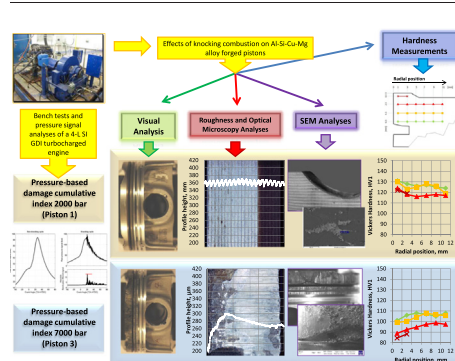 Effects of knocking combustion on Al-Si-Cu-Mg
alloy forged pistons
Hardness
Measurements
Radial position
Bench tests and
pressure signal
analyses of a 4-L SI
GDI turbocharged
engine
Visual
Analysis
Roughness and Optical
Microscopy Analyses
SEM Analyses
Pressure-based
damage cumulative
index 2000 bar
(Piston 1)
Profile height, mm
420
400
380
360
340
320
300
280
260
240
220
200
Vickers Hardness, HV1
150
140
130
120
110
100
90
80
0 2 4 6 8 10 12
Radial position, mm
Pressure-based
damage cumulative
index 7000 bar
(Piston 3)
Profile height, µm
420
400
380
360
340
320
300
280
260
240
220
200
Vickers Hardness, HV1
150
140
130
120
110
100
90
80
0 2 4 6 8 10 12
Radial position, mm